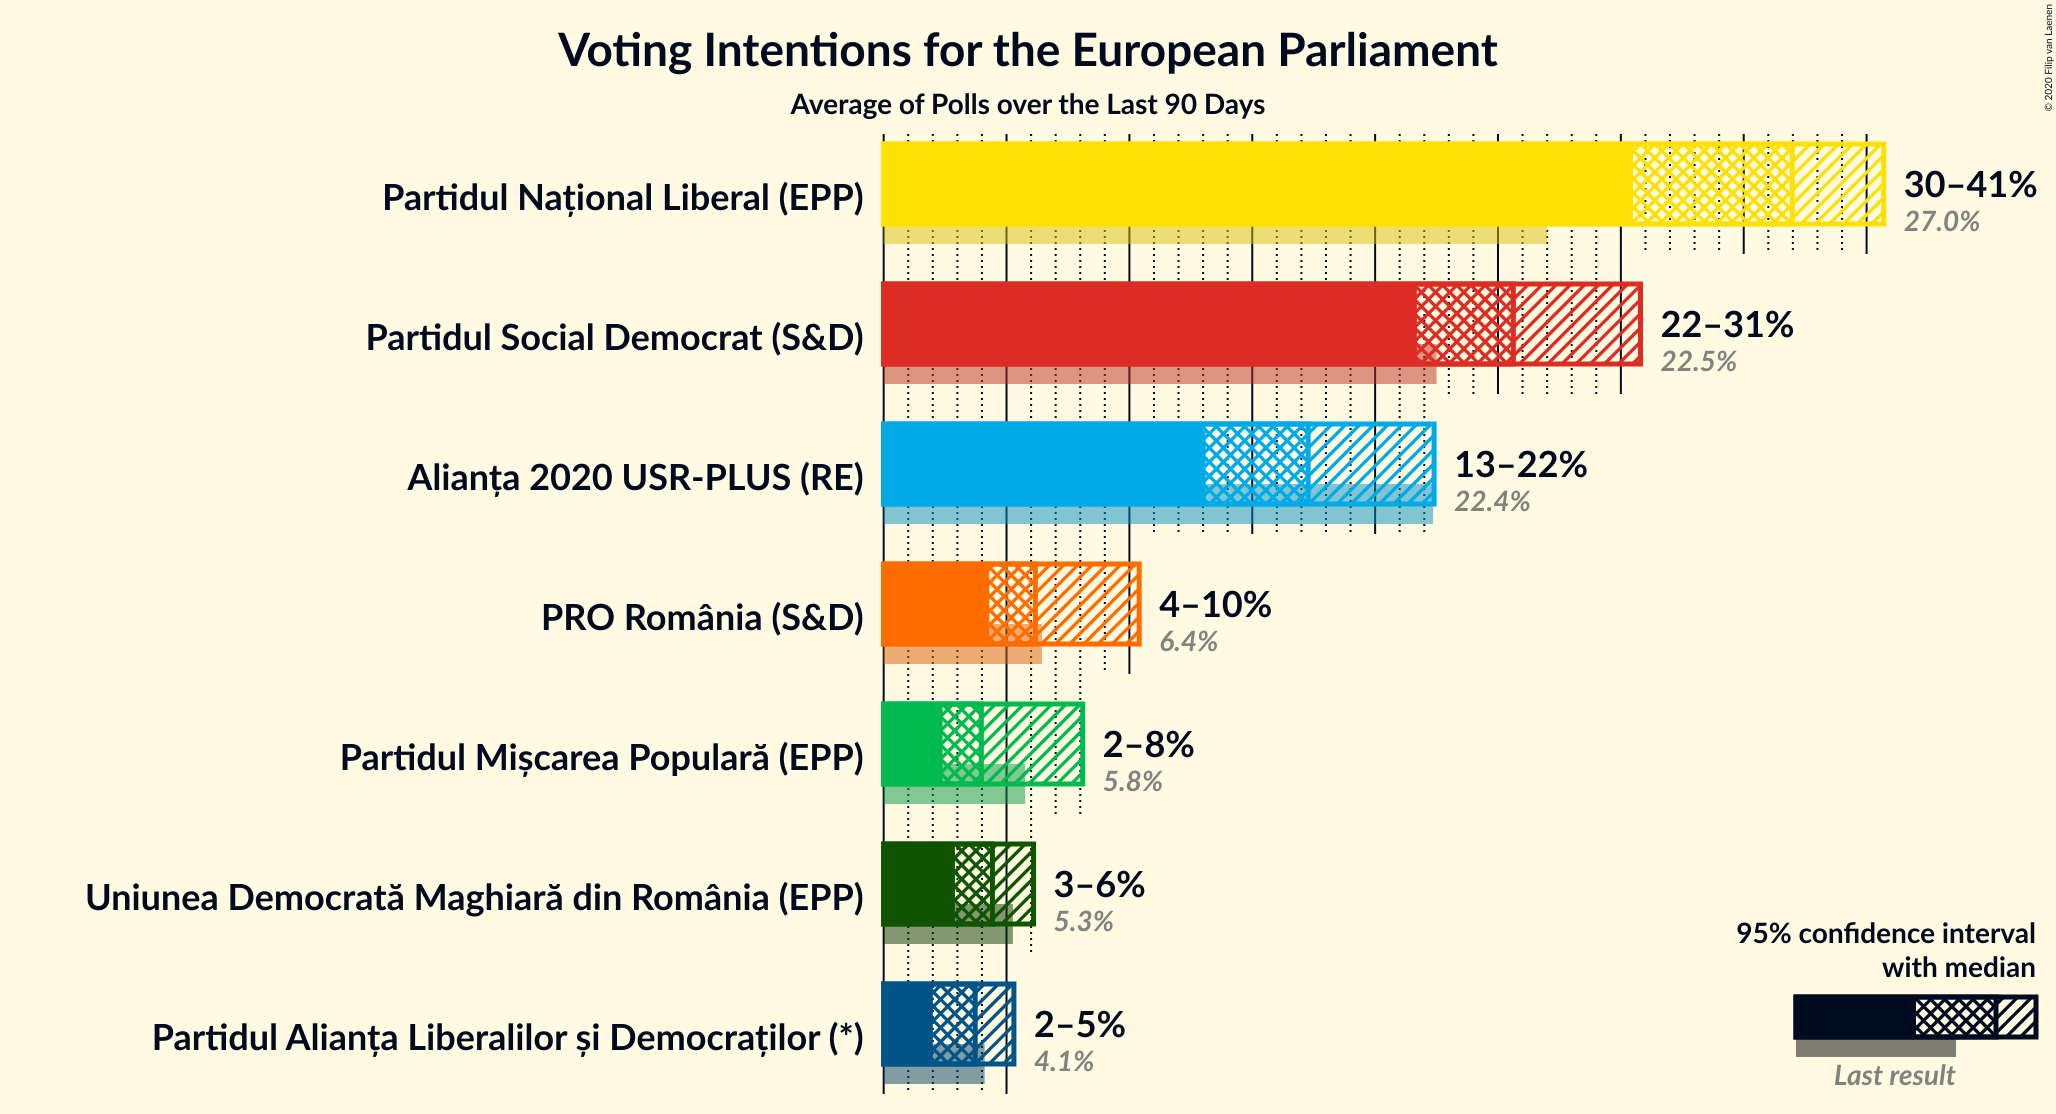 © 2020 Filip van Laenen
Voting Intentions for the European Parliament
Average of Polls over the Last 90 Days
Partidul Național Liberal (EPP)
30–41%
27.0%
Partidul Social Democrat (S&D)
22–31%
22.5%
Alianța 2020 USR-PLUS (RE)
13–22%
22.4%
PRO România (S&D)
4–10%
6.4%
Partidul Mișcarea Populară (EPP)
2–8%
5.8%
Uniunea Democrată Maghiară din România (EPP)
3–6%
5.3%
Partidul Alianța Liberalilor și Democraților (*)
2–5%
4.1%
95% confidence interval
with median
Last result